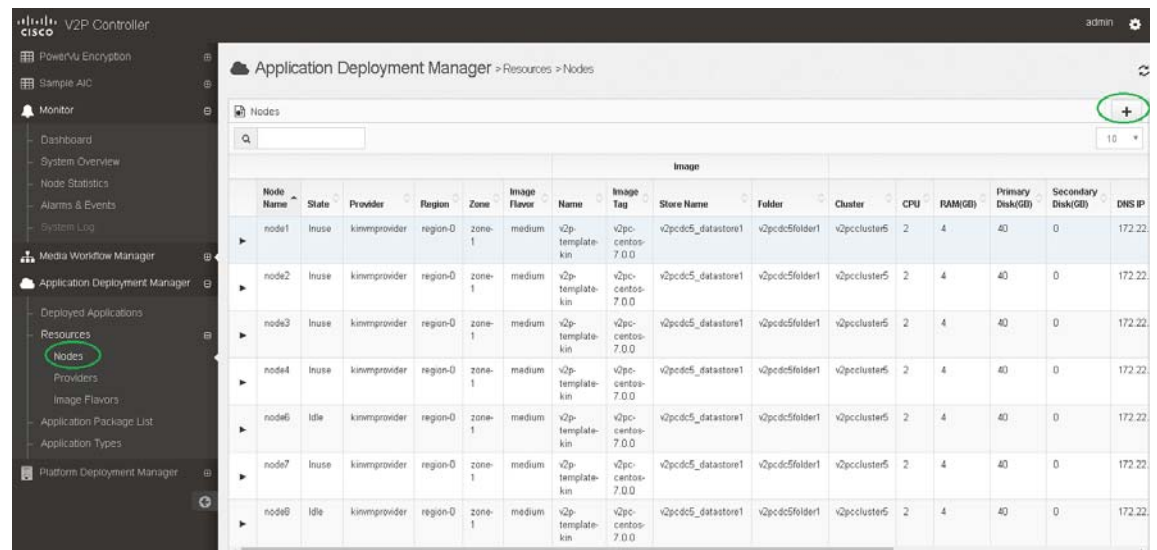 CISCO V2P Controller
admin
PowerVu Encryption
Sample AIC
Monitor
Dashboard
System Overview
Node Statistics
Alarms & Events
System Log
Media Workflow Manager
Application Deployment Manager
Deployed Applications
Resources
Nodes
Providers
Image Flavors
Application Package List
Application Types
Platform Deployment Manager
Application Deployment Manager > Resources > Nodes
Nodes
+
10
Image
Node Name State Provider Region Zone Image Flavor Name Image Tag Store Name Folder Cluster CPU RAM(GB) Primary Disk(GB) Secondary Disk(GB) DNS IP
node1 Inuse kinvmprovider region-0 zone-1 medium v2p-template-kin v2pc-centos-7.0.0 v2pcdc5_datastore1 v2pcdc5folder1 v2pccluster5 2 4 40 0 172.22.
node2 Inuse kinvmprovider region-0 zone-1 medium v2p-template-kin v2pc-centos-7.0.0 v2pcdc5_datastore1 v2pcdc5folder1 v2pccluster5 2 4 40 0 172.22.
node3 Inuse kinvmprovider region-0 zone-1 medium v2p-template-kin v2pc-centos-7.0.0 v2pcdc5_datastore1 v2pcdc5folder1 v2pccluster5 2 4 40 0 172.22.
node4 Inuse kinvmprovider region-0 zone-1 medium v2p-template-kin v2pc-centos-7.0.0 v2pcdc5_datastore1 v2pcdc5folder1 v2pccluster5 2 4 40 0 172.22.
node6 Idle kinvmprovider region-0 zone-1 medium v2p-template-kin v2pc-centos-7.0.0 v2pcdc5_datastore1 v2pcdc5folder1 v2pccluster5 2 4 40 0 172.22.
node7 Inuse kinvmprovider region-0 zone-1 medium v2p-template-kin v2pc-centos-7.0.0 v2pcdc5_datastore1 v2pcdc5folder1 v2pccluster5 2 4 40 0 172.22.
node8 Idle kinvmprovider region-0 zone-1 medium v2p-template-kin v2pc-centos-7.0.0 v2pcdc5_datastore1 v2pcdc5folder1 v2pccluster5 2 4 40 0 172.22.